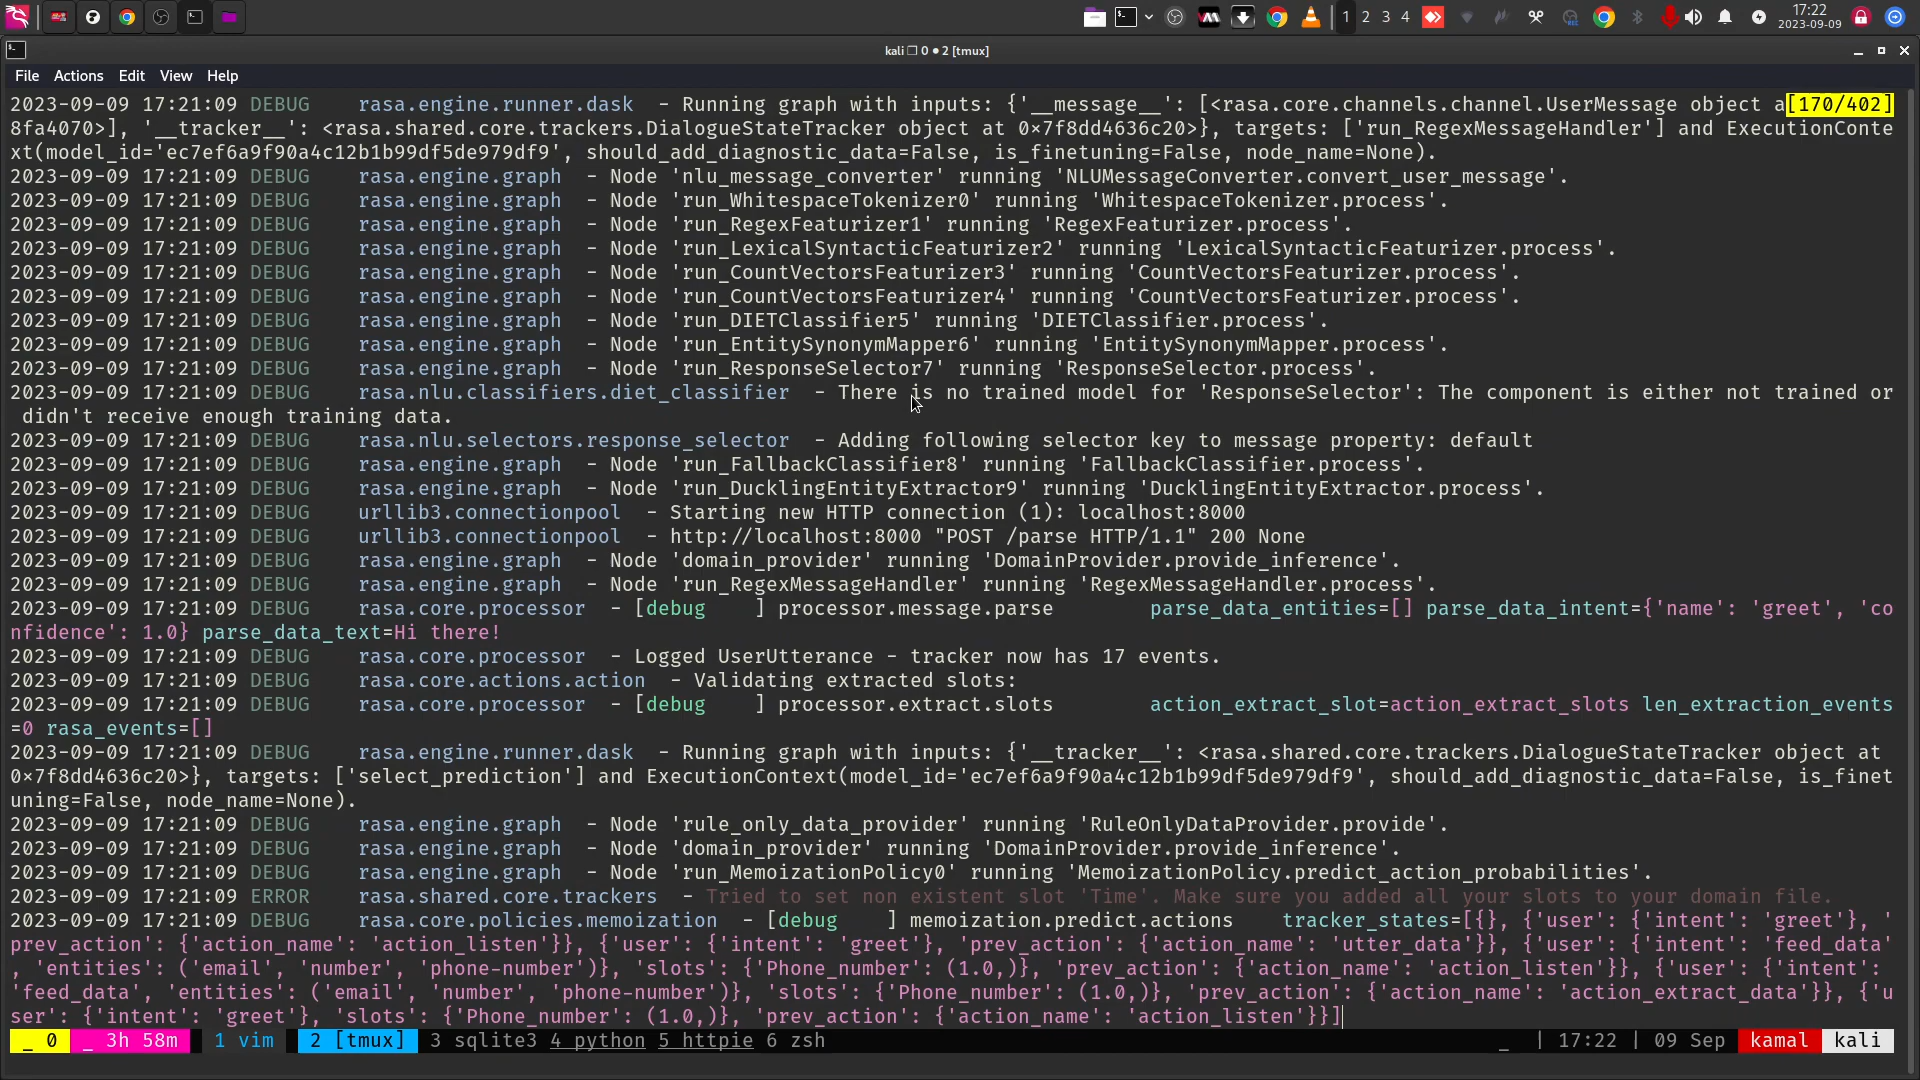 1 2 3 4
17:22
2023-09-09
kali ❐ 0 ● 2 [tmux]
File Actions Edit View Help
2023-09-09 17:21:09 DEBUG    rasa.engine.runner.dask  - Running graph with inputs: {'__message__': [<rasa.core.channels.channel.UserMessage object a[170/402]
8fa4070>], '__tracker__': <rasa.shared.core.trackers.DialogueStateTracker object at 0x7f8dd4636c20>}, targets: ['run_RegexMessageHandler'] and ExecutionConte
xt(model_id='ec7ef6a9f90a4c12b1b99df5de979df9', should_add_diagnostic_data=False, is_finetuning=False, node_name=None).
2023-09-09 17:21:09 DEBUG    rasa.engine.graph  - Node 'nlu_message_converter' running 'NLUMessageConverter.convert_user_message'.
2023-09-09 17:21:09 DEBUG    rasa.engine.graph  - Node 'run_WhitespaceTokenizer0' running 'WhitespaceTokenizer.process'.
2023-09-09 17:21:09 DEBUG    rasa.engine.graph  - Node 'run_RegexFeaturizer1' running 'RegexFeaturizer.process'.
2023-09-09 17:21:09 DEBUG    rasa.engine.graph  - Node 'run_LexicalSyntacticFeaturizer2' running 'LexicalSyntacticFeaturizer.process'.
2023-09-09 17:21:09 DEBUG    rasa.engine.graph  - Node 'run_CountVectorsFeaturizer3' running 'CountVectorsFeaturizer.process'.
2023-09-09 17:21:09 DEBUG    rasa.engine.graph  - Node 'run_CountVectorsFeaturizer4' running 'CountVectorsFeaturizer.process'.
2023-09-09 17:21:09 DEBUG    rasa.engine.graph  - Node 'run_DIETClassifier5' running 'DIETClassifier.process'.
2023-09-09 17:21:09 DEBUG    rasa.engine.graph  - Node 'run_EntitySynonymMapper6' running 'EntitySynonymMapper.process'.
2023-09-09 17:21:09 DEBUG    rasa.engine.graph  - Node 'run_ResponseSelector7' running 'ResponseSelector.process'.
2023-09-09 17:21:09 DEBUG    rasa.nlu.classifiers.diet_classifier  - There is no trained model for 'ResponseSelector': The component is either not trained or
 didn't receive enough training data.
2023-09-09 17:21:09 DEBUG    rasa.nlu.selectors.response_selector  - Adding following selector key to message property: default
2023-09-09 17:21:09 DEBUG    rasa.engine.graph  - Node 'run_FallbackClassifier8' running 'FallbackClassifier.process'.
2023-09-09 17:21:09 DEBUG    rasa.engine.graph  - Node 'run_DucklingEntityExtractor9' running 'DucklingEntityExtractor.process'.
2023-09-09 17:21:09 DEBUG    urllib3.connectionpool  - Starting new HTTP connection (1): localhost:8000
2023-09-09 17:21:09 DEBUG    urllib3.connectionpool  - http://localhost:8000 "POST /parse HTTP/1.1" 200 None
2023-09-09 17:21:09 DEBUG    rasa.engine.graph  - Node 'domain_provider' running 'DomainProvider.provide_inference'.
2023-09-09 17:21:09 DEBUG    rasa.engine.graph  - Node 'run_RegexMessageHandler' running 'RegexMessageHandler.process'.
2023-09-09 17:21:09 DEBUG    rasa.core.processor  - [debug    ] processor.message.parse        parse_data_entities=[] parse_data_intent={'name': 'greet', 'co
nfidence': 1.0} parse_data_text=Hi there!
2023-09-09 17:21:09 DEBUG    rasa.core.processor  - Logged UserUtterance - tracker now has 17 events.
2023-09-09 17:21:09 DEBUG    rasa.core.actions.action  - Validating extracted slots:
2023-09-09 17:21:09 DEBUG    rasa.core.processor  - [debug    ] processor.extract.slots        action_extract_slot=action_extract_slots len_extraction_events
=0 rasa_events=[]
2023-09-09 17:21:09 DEBUG    rasa.engine.runner.dask  - Running graph with inputs: {'__tracker__': <rasa.shared.core.trackers.DialogueStateTracker object at
0x7f8dd4636c20>}, targets: ['select_prediction'] and ExecutionContext(model_id='ec7ef6a9f90a4c12b1b99df5de979df9', should_add_diagnostic_data=False, is_finet
uning=False, node_name=None).
2023-09-09 17:21:09 DEBUG    rasa.engine.graph  - Node 'rule_only_data_provider' running 'RuleOnlyDataProvider.provide'.
2023-09-09 17:21:09 DEBUG    rasa.engine.graph  - Node 'domain_provider' running 'DomainProvider.provide_inference'.
2023-09-09 17:21:09 DEBUG    rasa.engine.graph  - Node 'run_MemoizationPolicy0' running 'MemoizationPolicy.predict_action_probabilities'.
2023-09-09 17:21:09 ERROR    rasa.shared.core.trackers  - Tried to set non existent slot 'Time'. Make sure you added all your slots to your domain file.
2023-09-09 17:21:09 DEBUG    rasa.core.policies.memoization  - [debug    ] memoization.predict.actions    tracker_states=[{}, {'user': {'intent': 'greet'}, '
prev_action': {'action_name': 'action_listen'}}, {'user': {'intent': 'greet'}, 'prev_action': {'action_name': 'utter_data'}}, {'user': {'intent': 'feed_data'
, 'entities': ('email', 'number', 'phone-number')}, 'slots': {'Phone_number': (1.0,)}, 'prev_action': {'action_name': 'action_listen'}}, {'user': {'intent':
'feed_data', 'entities': ('email', 'number', 'phone-number')}, 'slots': {'Phone_number': (1.0,)}, 'prev_action': {'action_name': 'action_extract_data'}}, {'u
ser': {'intent': 'greet'}, 'slots': {'Phone_number': (1.0,)}, 'prev_action': {'action_name': 'action_listen'}}]
_ 0 _ 3h 58m 1 vim 2 [tmux] 3 sqlite3 4 python 5 httpie 6 zsh _ | 17:22 | 09 Sep kamal kali